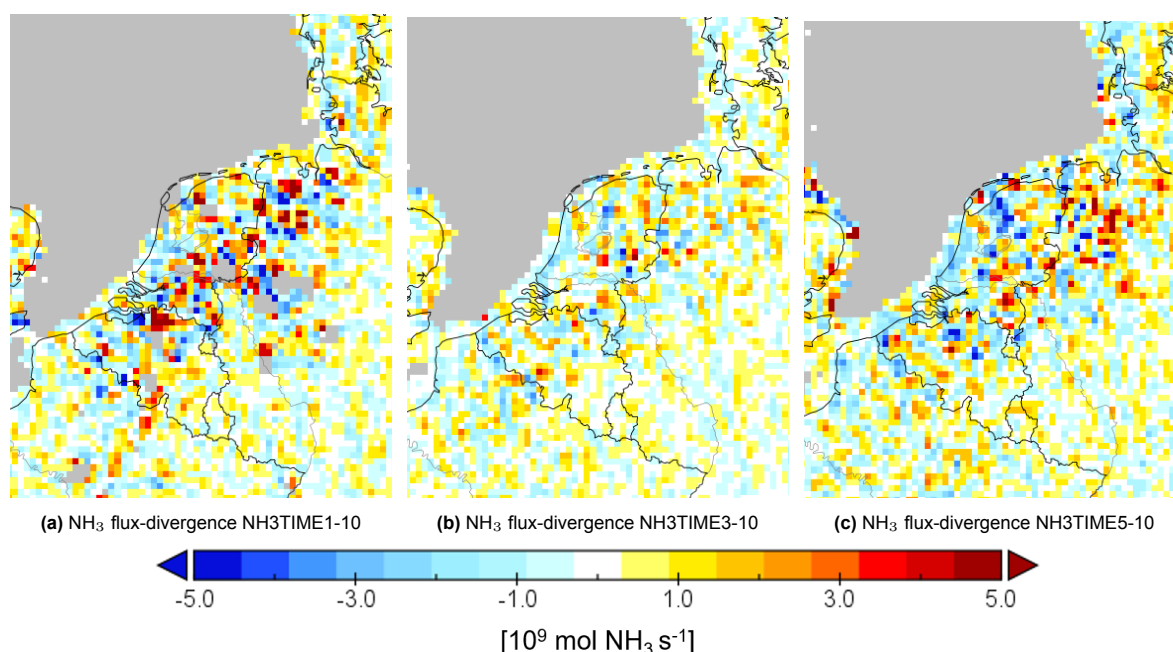 (a) NH₃ flux-divergence NH3TIME1-10
(b) NH₃ flux-divergence NH3TIME3-10
(c) NH₃ flux-divergence NH3TIME5-10
-5.0 -3.0 -1.0 1.0 3.0 5.0
[10⁹ mol NH₃ s⁻¹]